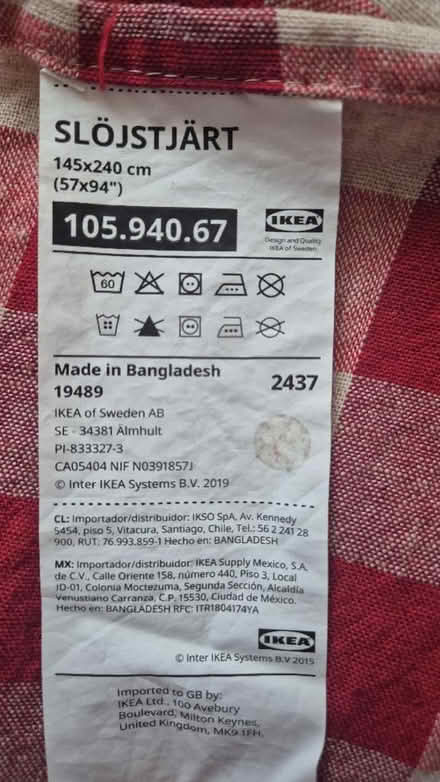 SLÖJSTJÄRT
145x240 cm
(57x94")
105.940.67
IKEA
Design and Quality
IKEA of Sweden
60
Made in Bangladesh
19489
2437
IKEA of Sweden AB
SE - 34381 Älmhult
PI-833327-3
CA05404 NIF N0391857J
© Inter IKEA Systems B.V. 2019
CL: Importador/distribuidor: IKSO SpA, Av. Kennedy
5454, piso 5, Vitacura, Santiago, Chile, Tel.: 56 2 241 28
900, RUT: 76.993.859-1 Hecho en: BANGLADESH
MX: Importador/distribuidor: IKEA Supply Mexico, S.A.
de C.V., Calle Oriente 158, número 440, Piso 3, Local
JD-01, Colonia Moctezuma, Segunda Sección, Alcaldía
Venustiano Carranza, C.P. 15530, Ciudad de México.
Hecho en: BANGLADESH RFC: ITR1804174YA
IKEA
© Inter IKEA Systems B.V 2015
Imported to GB by:
IKEA Ltd., 100 Avebury
Boulevard, Milton Keynes,
United Kingdom, MK9 1FH.